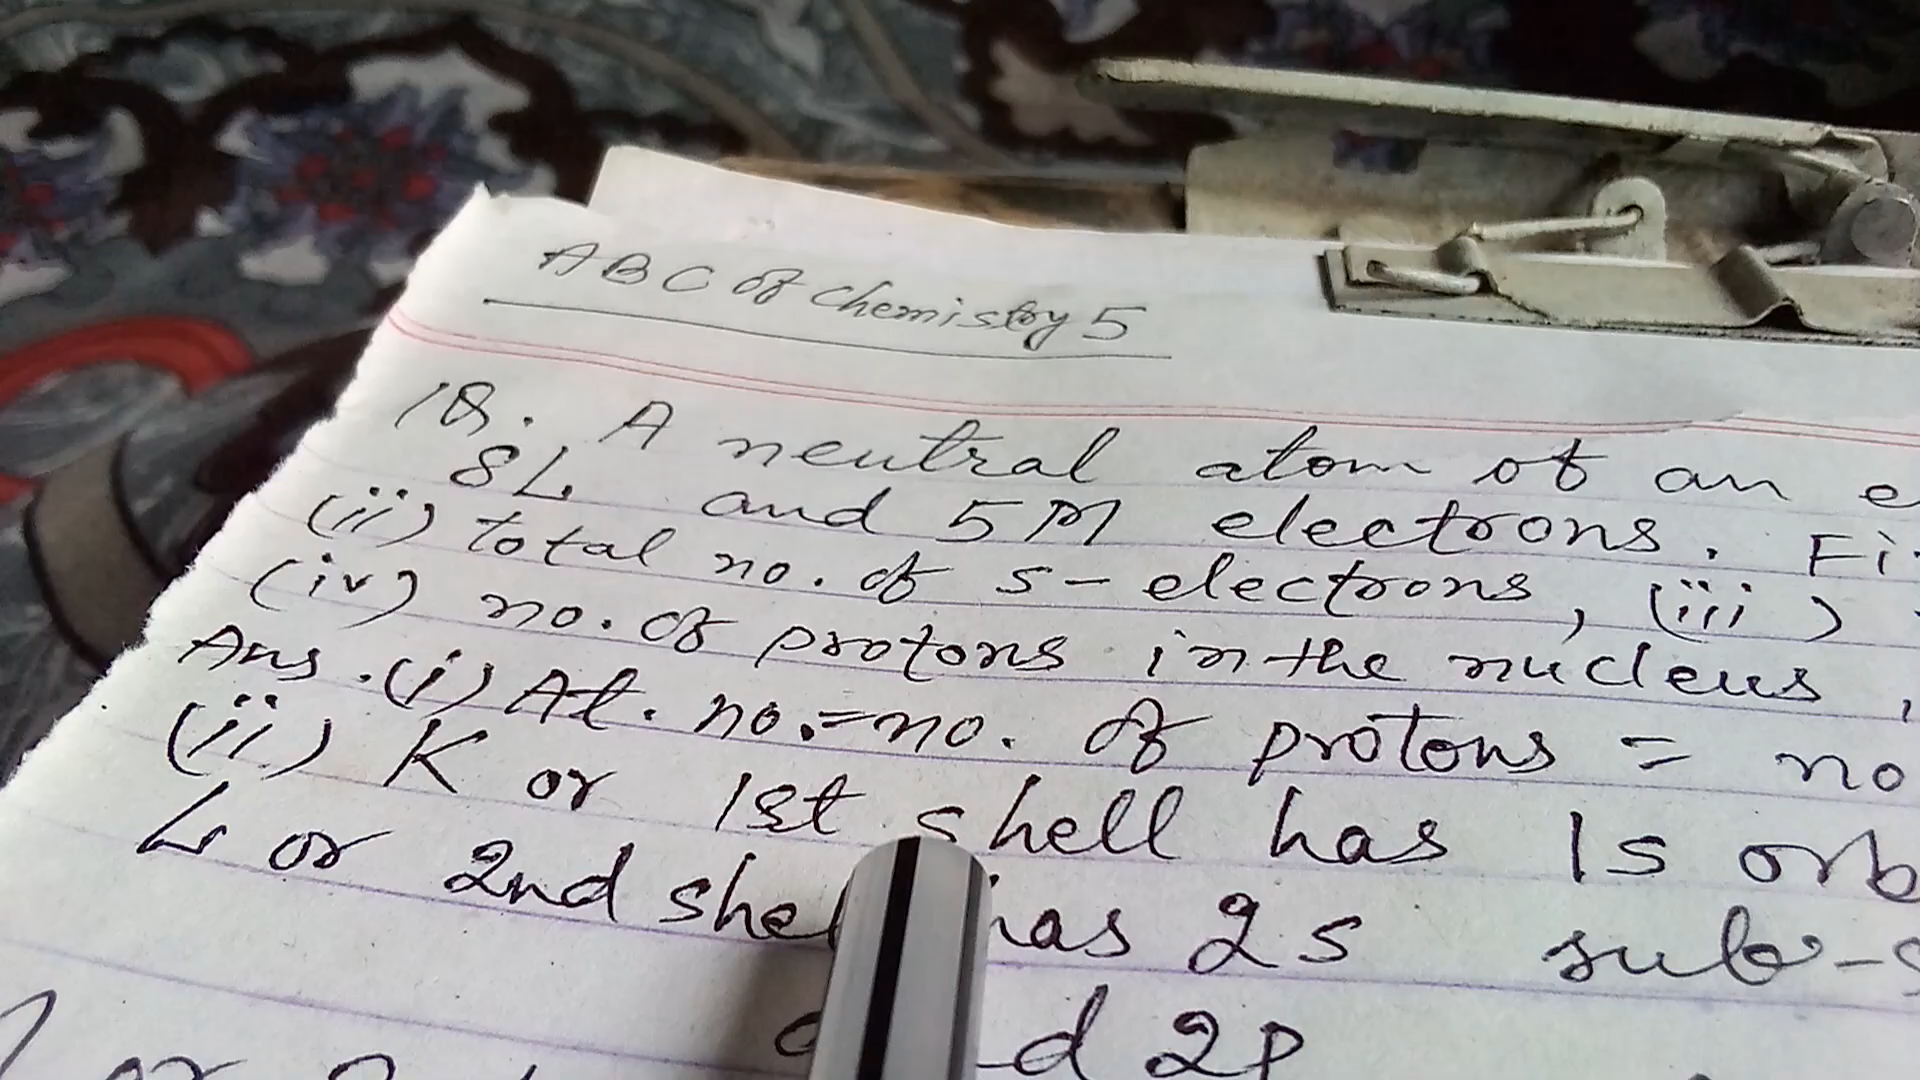 ABC of Chemistry 5
18. A neutral atom of an e
8L and 5M electrons. Fi
(ii) total no. of s-electrons, (iii)
(iv) no. of protons in the nucleus,
Ans. (i) At. no.=no. of protons = no
(ii) K or 1st shell has 1s orb
L or 2nd shel has 2s sub-s
d 2p